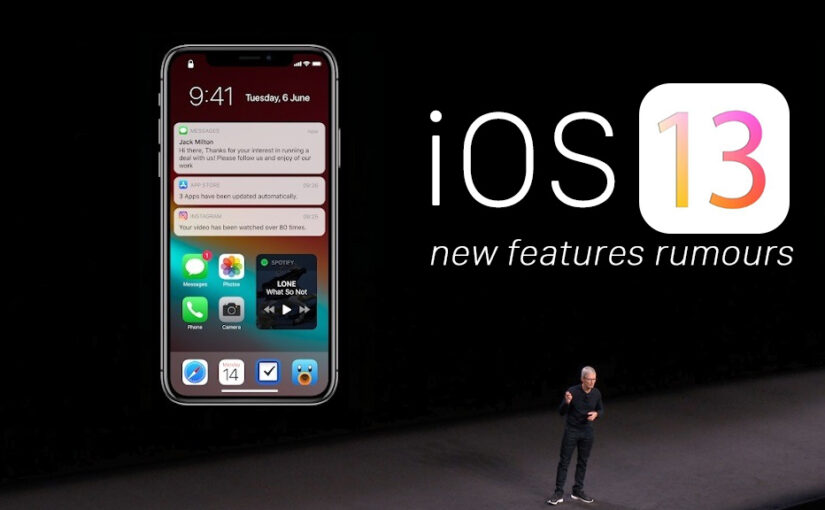 9:41
Tuesday, 6 June
MESSAGES
Now
Jack Milton
Hi there, Thanks for your interest in running a
deal with us! Please follow us and enjoy of our
work
APP STORE
09:36
3 Apps have been updated automatically.
INSTAGRAM
09:25
Your video has been watched over 80 times.
1
Messages
Photos
Phone
Camera
SPOTIFY
LONE
What So Not
Monday
14
iOS 13
new features rumours